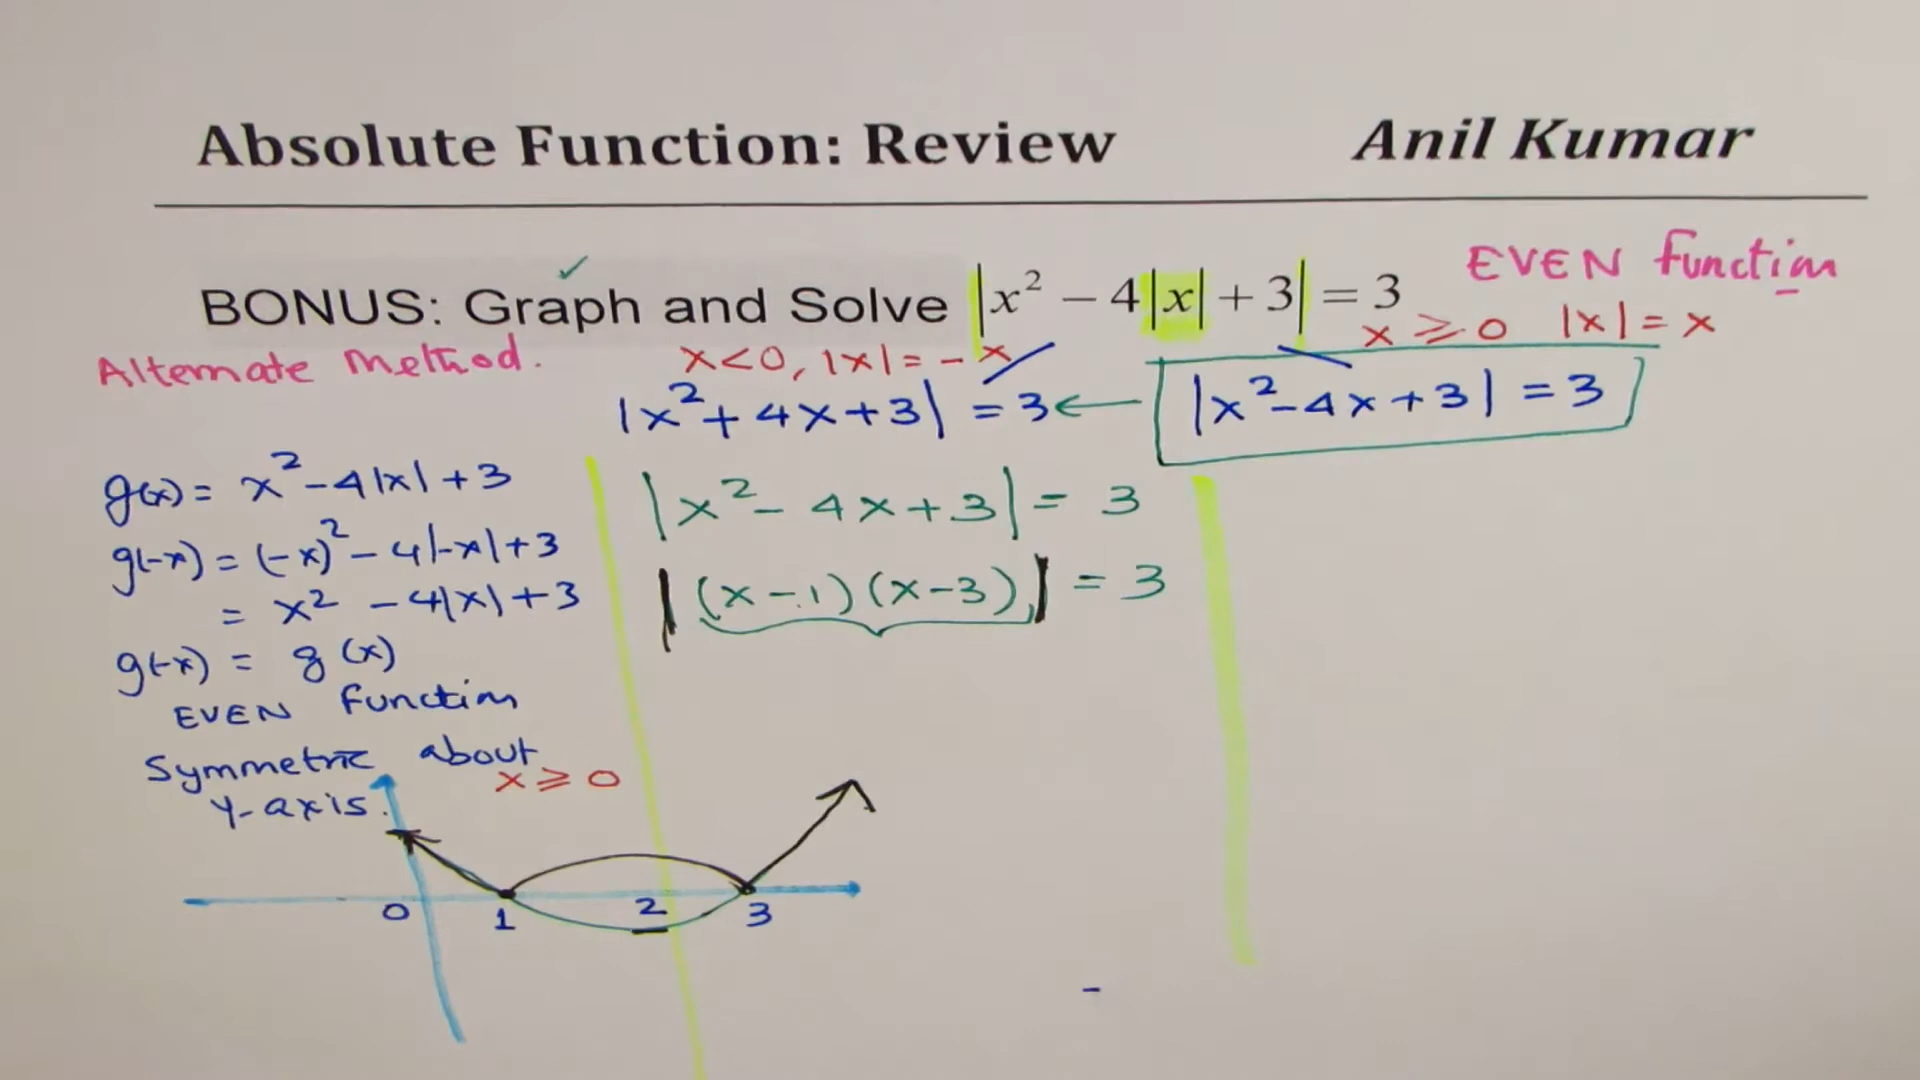 Absolute Function: Review Anil Kumar
EVEN Function
BONUS: Graph and Solve |x² − 4|x| + 3| = 3
x ≥ 0 |x| = x
Alternate Method. x<0, |x| = -x
|x²+4x+3| = 3 ← |x²-4x+3| = 3
g(x) = x²-4|x|+3
|x²-4x+3| = 3
g(-x) = (-x)²-4|-x|+3
|(x-1)(x-3)| = 3
= x² -4|x|+3
g(-x) = g(x)
EVEN Function
Symmetric about
x ≥ 0
Y-axis.
0 1 2 3